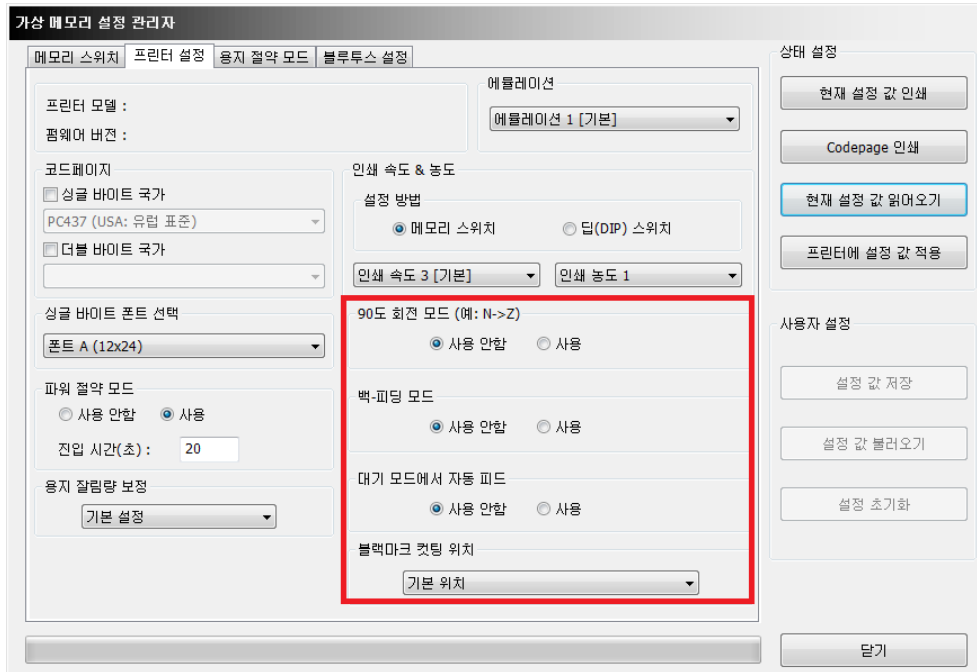 가상 메모리 설정 관리자
메모리 스위치
프린터 설정
용지 절약 모드
블루투스 설정
프린터 모델 :
펌웨어 버전 :
에뮬레이션
에뮬레이션 1 [기본]
코드페이지
싱글 바이트 국가
PC437 (USA: 유럽 표준)
더블 바이트 국가
인쇄 속도 & 농도
설정 방법
메모리 스위치
딥(DIP) 스위치
인쇄 속도 3 [기본]
인쇄 농도 1
싱글 바이트 폰트 선택
폰트 A (12x24)
파워 절약 모드
사용 안함
사용
진입 시간(초) :
20
용지 잘림량 보정
기본 설정
90도 회전 모드 (예: N->Z)
사용 안함
사용
백-피딩 모드
사용 안함
사용
대기 모드에서 자동 피드
사용 안함
사용
블랙마크 컷팅 위치
기본 위치
상태 설정
현재 설정 값 인쇄
Codepage 인쇄
현재 설정 값 읽어오기
프린터에 설정 값 적용
사용자 설정
설정 값 저장
설정 값 불러오기
설정 초기화
닫기